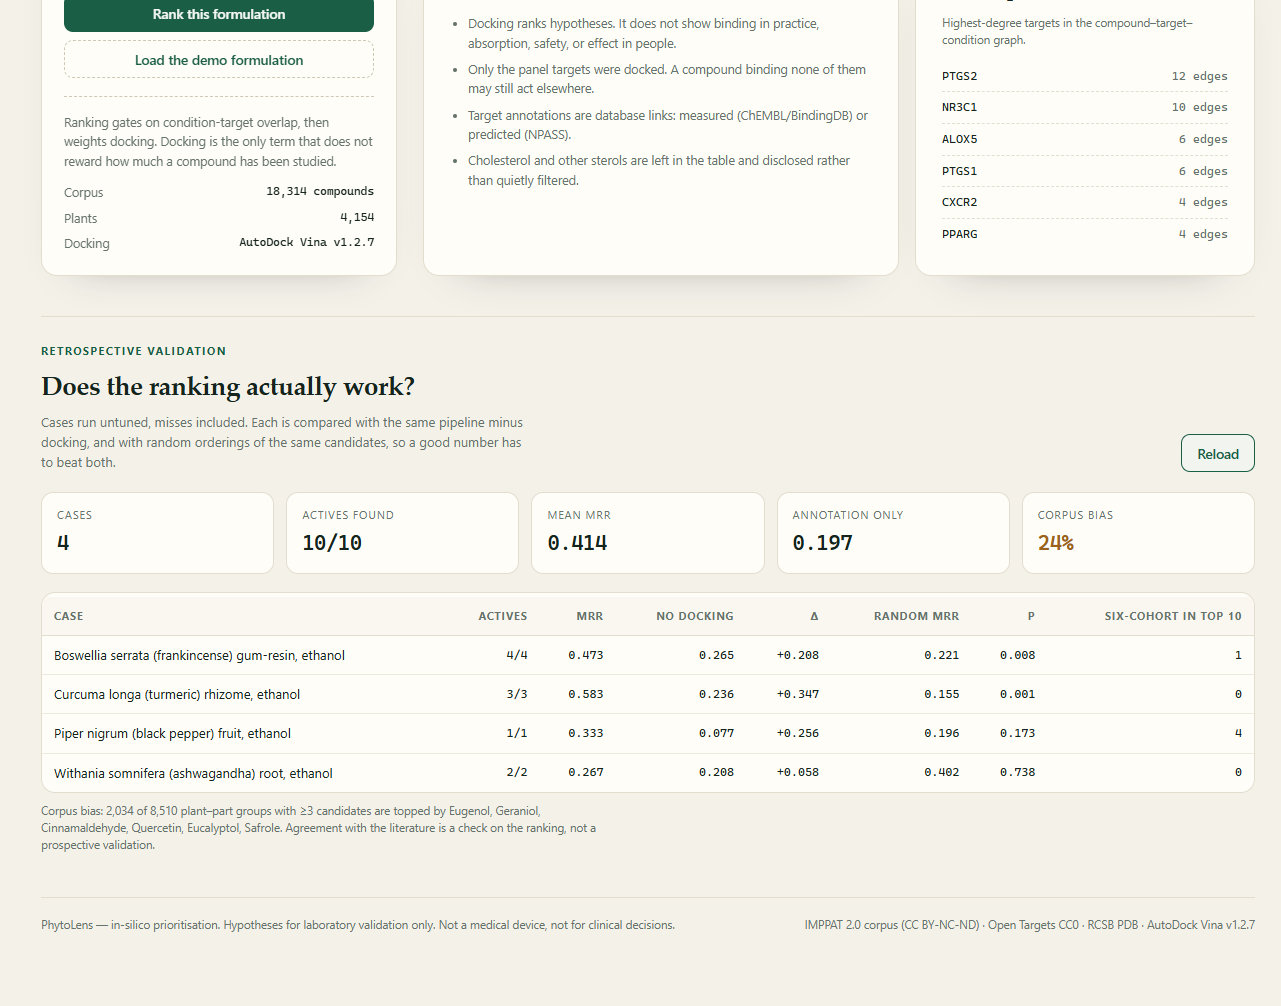 Rank this formulation
Load the demo formulation
Ranking gates on condition-target overlap, then
weights docking. Docking is the only term that does not
reward how much a compound has been studied.
Corpus 18,314 compounds
Plants 4,154
Docking AutoDock Vina v1.2.7
• Docking ranks hypotheses. It does not show binding in practice,
absorption, safety, or effect in people.
• Only the panel targets were docked. A compound binding none of them
may still act elsewhere.
• Target annotations are database links: measured (ChEMBL/BindingDB) or
predicted (NPASS).
• Cholesterol and other sterols are left in the table and disclosed rather
than quietly filtered.
Highest-degree targets in the compound–target–
condition graph.
PTGS2 12 edges
NR3C1 10 edges
ALOX5 6 edges
PTGS1 6 edges
CXCR2 4 edges
PPARG 4 edges
RETROSPECTIVE VALIDATION
Does the ranking actually work?
Cases run untuned, misses included. Each is compared with the same pipeline minus
docking, and with random orderings of the same candidates, so a good number has
to beat both.
Reload
CASES
4
ACTIVES FOUND
10/10
MEAN MRR
0.414
ANNOTATION ONLY
0.197
CORPUS BIAS
24%
CASE ACTIVES MRR NO DOCKING Δ RANDOM MRR P SIX-COHORT IN TOP 10
Boswellia serrata (frankincense) gum-resin, ethanol 4/4 0.473 0.265 +0.208 0.221 0.008 1
Curcuma longa (turmeric) rhizome, ethanol 3/3 0.583 0.236 +0.347 0.155 0.001 0
Piper nigrum (black pepper) fruit, ethanol 1/1 0.333 0.077 +0.256 0.196 0.173 4
Withania somnifera (ashwagandha) root, ethanol 2/2 0.267 0.208 +0.058 0.402 0.738 0
Corpus bias: 2,034 of 8,510 plant–part groups with ≥3 candidates are topped by Eugenol, Geraniol,
Cinnamaldehyde, Quercetin, Eucalyptol, Safrole. Agreement with the literature is a check on the ranking, not a
prospective validation.
PhytoLens — in-silico prioritisation. Hypotheses for laboratory validation only. Not a medical device, not for clinical decisions.
IMPPAT 2.0 corpus (CC BY-NC-ND) · Open Targets CC0 · RCSB PDB · AutoDock Vina v1.2.7